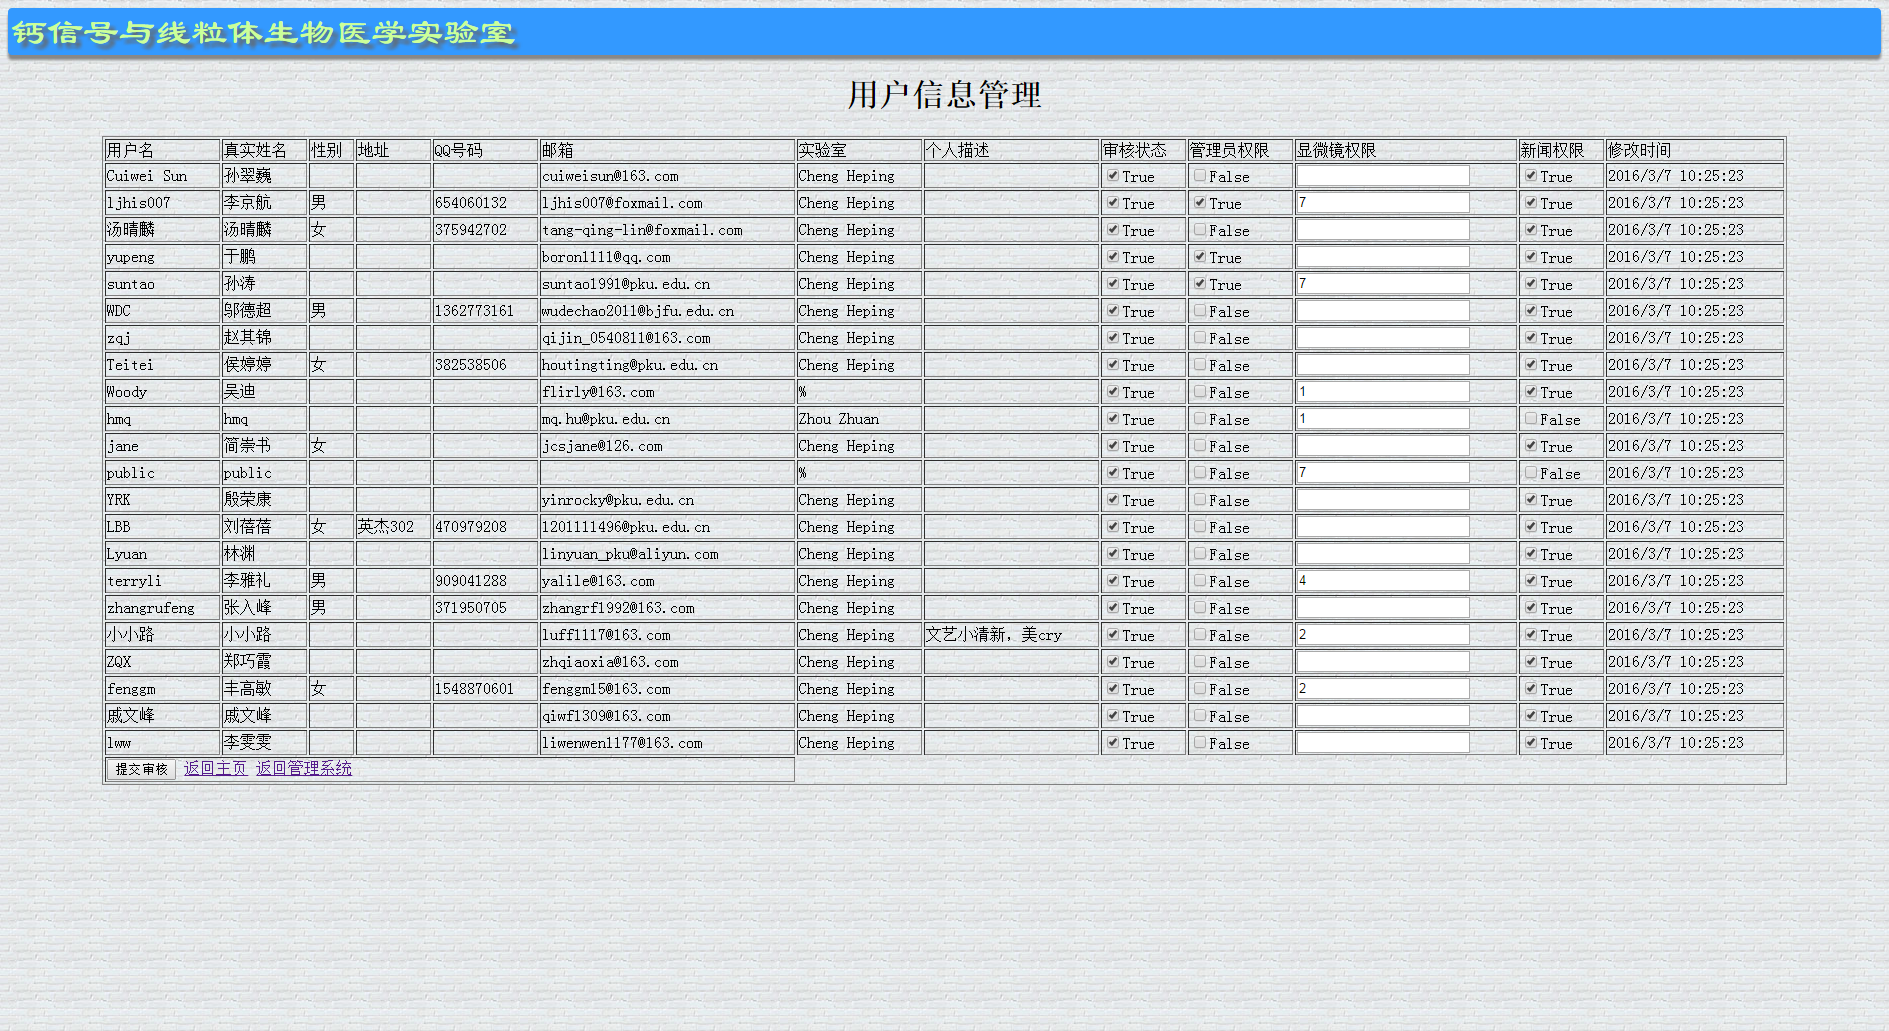 钙信号与线粒体生物医学实验室
用户信息管理
用户名 真实姓名 性别 地址 QQ号码 邮箱 实验室 个人描述 审核状态 管理员权限 显微镜权限 新闻权限 修改时间
Cuiwei Sun 孙翠巍 cuiweisun@163.com Cheng Heping True False True 2016/3/7 10:25:23
ljhis007 李京航 男 654060132 ljhis007@foxmail.com Cheng Heping True True 7 True 2016/3/7 10:25:23
汤晴麟 汤晴麟 女 375942702 tang-qing-lin@foxmail.com Cheng Heping True False True 2016/3/7 10:25:23
yupeng 于鹏 boron1111@qq.com Cheng Heping True True True 2016/3/7 10:25:23
suntao 孙涛 suntao1991@pku.edu.cn Cheng Heping True True 7 True 2016/3/7 10:25:23
WDC 邬德超 男 1362773161 wudechao2011@bjfu.edu.cn Cheng Heping True False True 2016/3/7 10:25:23
zqj 赵其锦 qijin_0540811@163.com Cheng Heping True False True 2016/3/7 10:25:23
Teitei 侯婷婷 女 382538506 houtingting@pku.edu.cn Cheng Heping True False True 2016/3/7 10:25:23
Woody 吴迪 flirly@163.com % True False 1 True 2016/3/7 10:25:23
hmq hmq mq.hu@pku.edu.cn Zhou Zhuan True False 1 False 2016/3/7 10:25:23
jane 简崇书 女 jcsjane@126.com Cheng Heping True False True 2016/3/7 10:25:23
public public % True False 7 False 2016/3/7 10:25:23
YRK 殷荣康 yinrocky@pku.edu.cn Cheng Heping True False True 2016/3/7 10:25:23
LBB 刘蓓蓓 女 英杰302 470979208 1201111496@pku.edu.cn Cheng Heping True False True 2016/3/7 10:25:23
Lyuan 林渊 linyuan_pku@aliyun.com Cheng Heping True False True 2016/3/7 10:25:23
terryli 李雅礼 男 909041288 yalile@163.com Cheng Heping True False 4 True 2016/3/7 10:25:23
zhangrufeng 张入峰 男 371950705 zhangrf1992@163.com Cheng Heping True False True 2016/3/7 10:25:23
小小路 小小路 luff1117@163.com Cheng Heping 文艺小清新，美cry True False 2 True 2016/3/7 10:25:23
ZQX 郑巧霞 zhqiaoxia@163.com Cheng Heping True False True 2016/3/7 10:25:23
fenggm 丰高敏 女 1548870601 fenggm15@163.com Cheng Heping True False 2 True 2016/3/7 10:25:23
戚文峰 戚文峰 qiwf1309@163.com Cheng Heping True False True 2016/3/7 10:25:23
lww 李雯雯 liwenwen1177@163.com Cheng Heping True False True 2016/3/7 10:25:23
提交审核 返回主页 返回管理系统